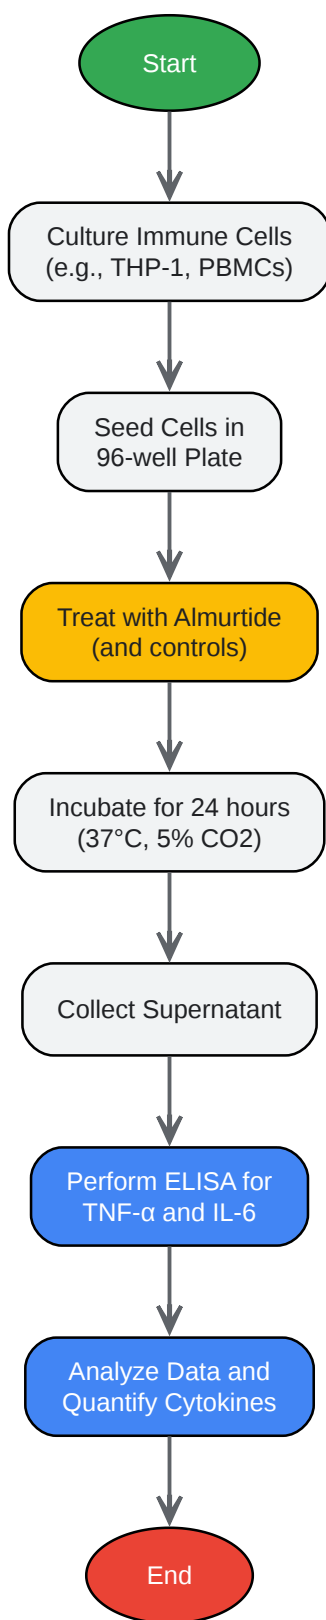 Start
Culture Immune Cells
(e.g., THP-1, PBMCs)
Seed Cells in
96-well Plate
Treat with Almurtide
(and controls)
Incubate for 24 hours
(37°C, 5% CO2)
Collect Supernatant
Perform ELISA for
TNF-α and IL-6
Analyze Data and
Quantify Cytokines
End